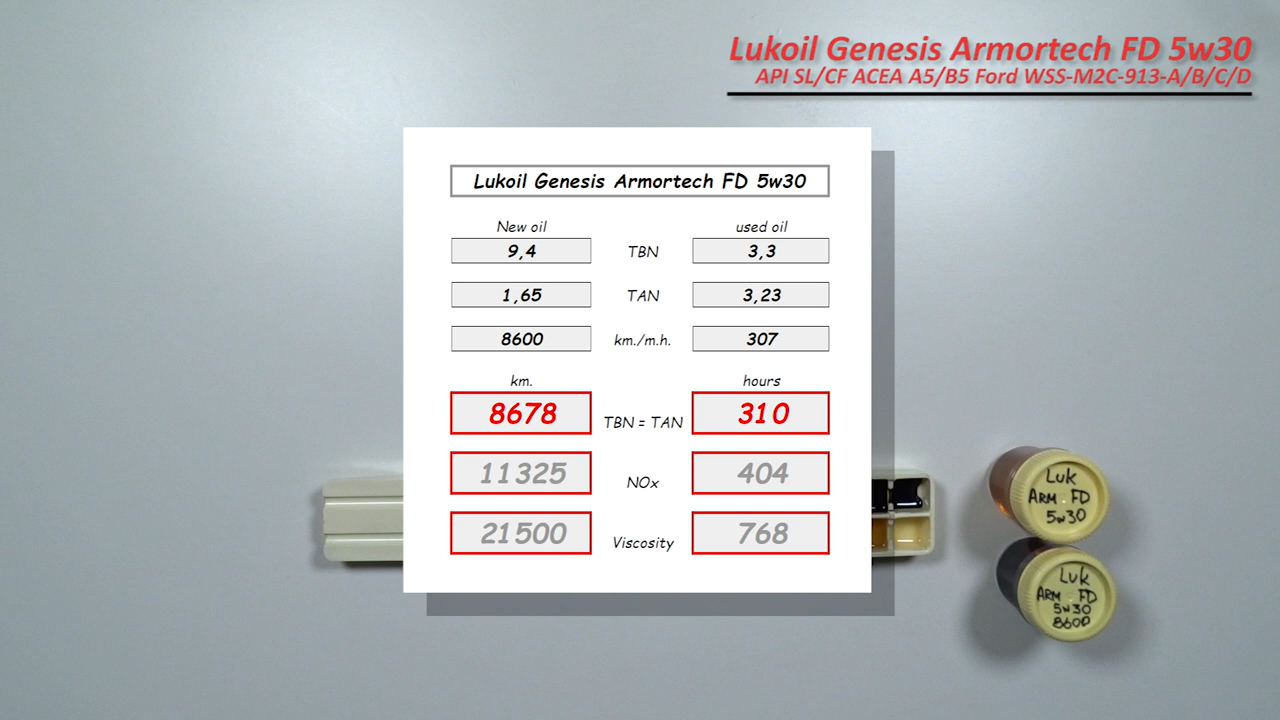 Lukoil Genesis Armortech FD 5w30
API SL/CF ACEA A5/B5 Ford WSS-M2C-913-A/B/C/D
Lukoil Genesis Armortech FD 5w30
New oil used oil
9,4 TBN 3,3
1,65 TAN 3,23
8600 km./m.h. 307
km. hours
8678 TBN = TAN 310
11325 NOx 404
21500 Viscosity 768
Luk
ARM FD
5w30
Luk
ARM FD
5w30
8600